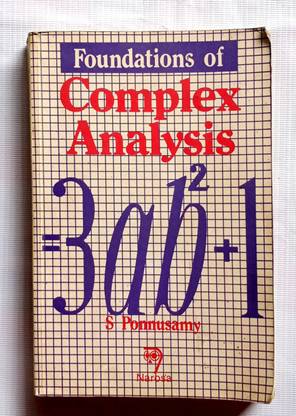 Foundations of
Complex
Analysis
=3ab²+1
S Ponnusamy
Narosa